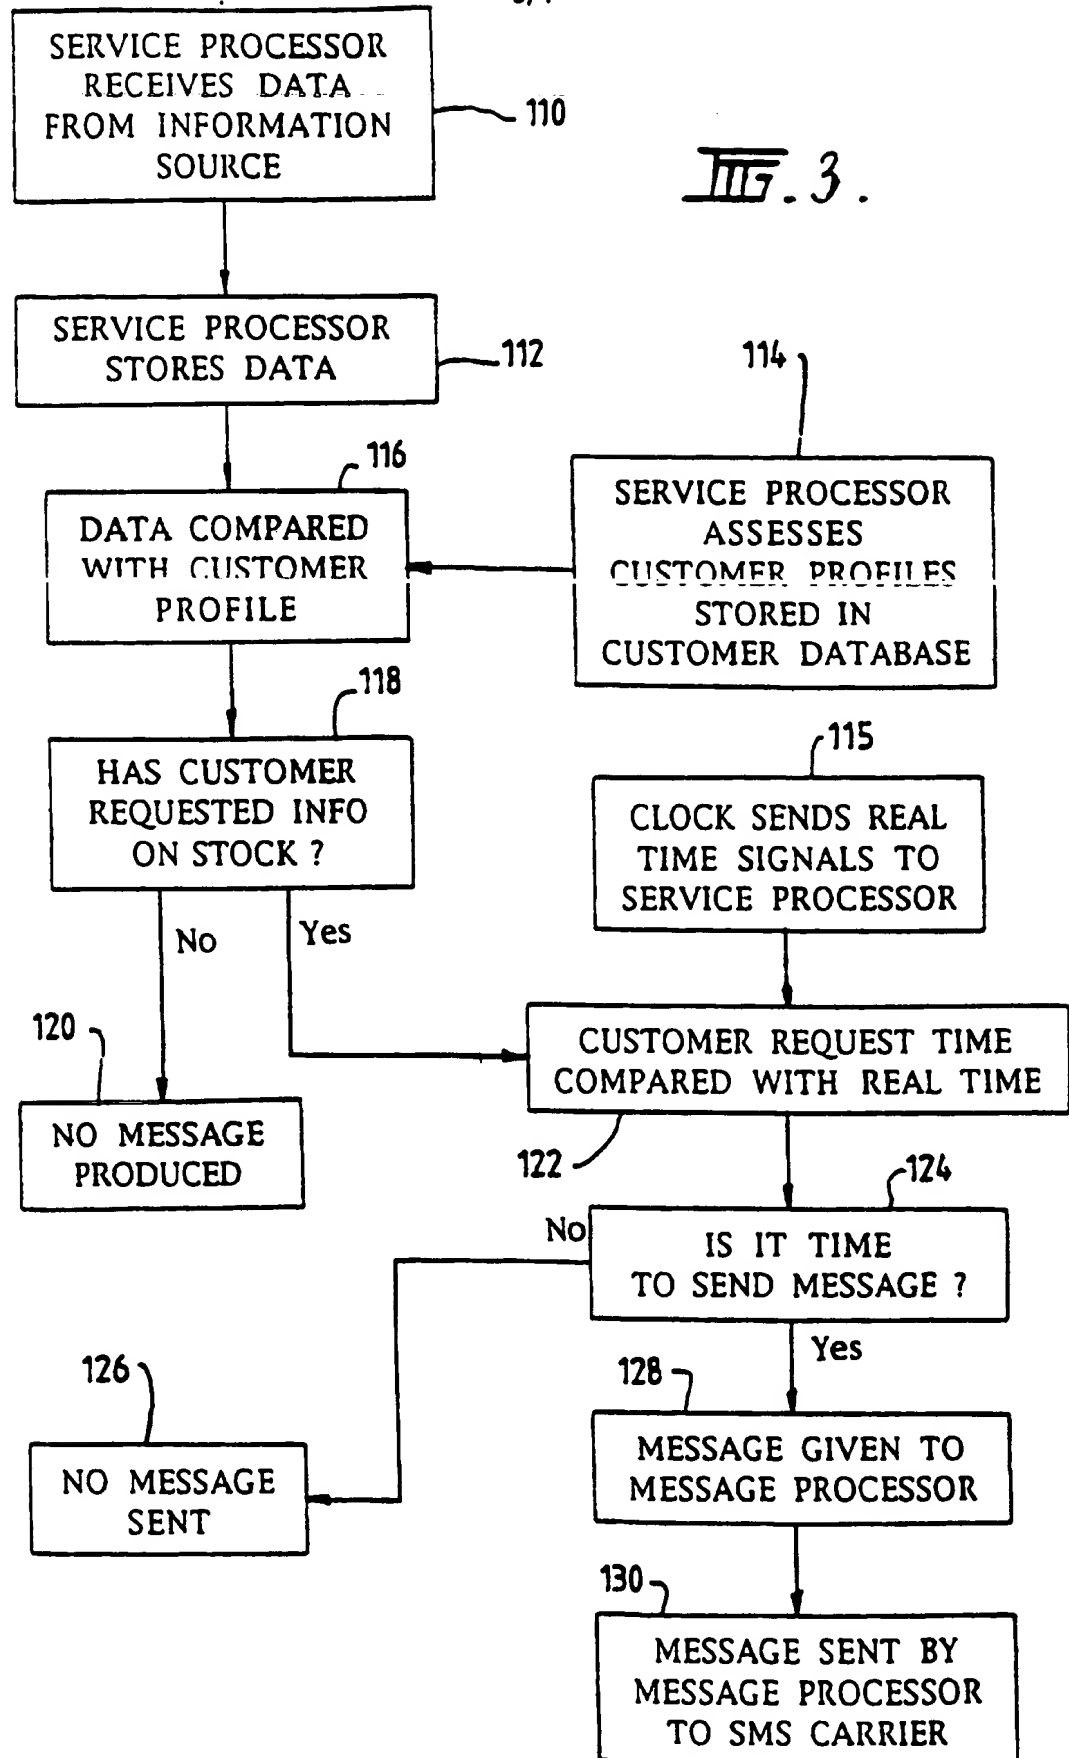 SERVICE PROCESSOR
RECEIVES DATA
FROM INFORMATION
SOURCE
110
FIG. 3.
SERVICE PROCESSOR
STORES DATA
112
114
116
DATA COMPARED
WITH CUSTOMER
PROFILE
SERVICE PROCESSOR
ASSESSES
CUSTOMER PROFILES
STORED IN
CUSTOMER DATABASE
118
HAS CUSTOMER
REQUESTED INFO
ON STOCK ?
115
CLOCK SENDS REAL
TIME SIGNALS TO
SERVICE PROCESSOR
No
Yes
120
NO MESSAGE
PRODUCED
CUSTOMER REQUEST TIME
COMPARED WITH REAL TIME
122
124
No
IS IT TIME
TO SEND MESSAGE ?
Yes
126
NO MESSAGE
SENT
128
MESSAGE GIVEN TO
MESSAGE PROCESSOR
130
MESSAGE SENT BY
MESSAGE PROCESSOR
TO SMS CARRIER